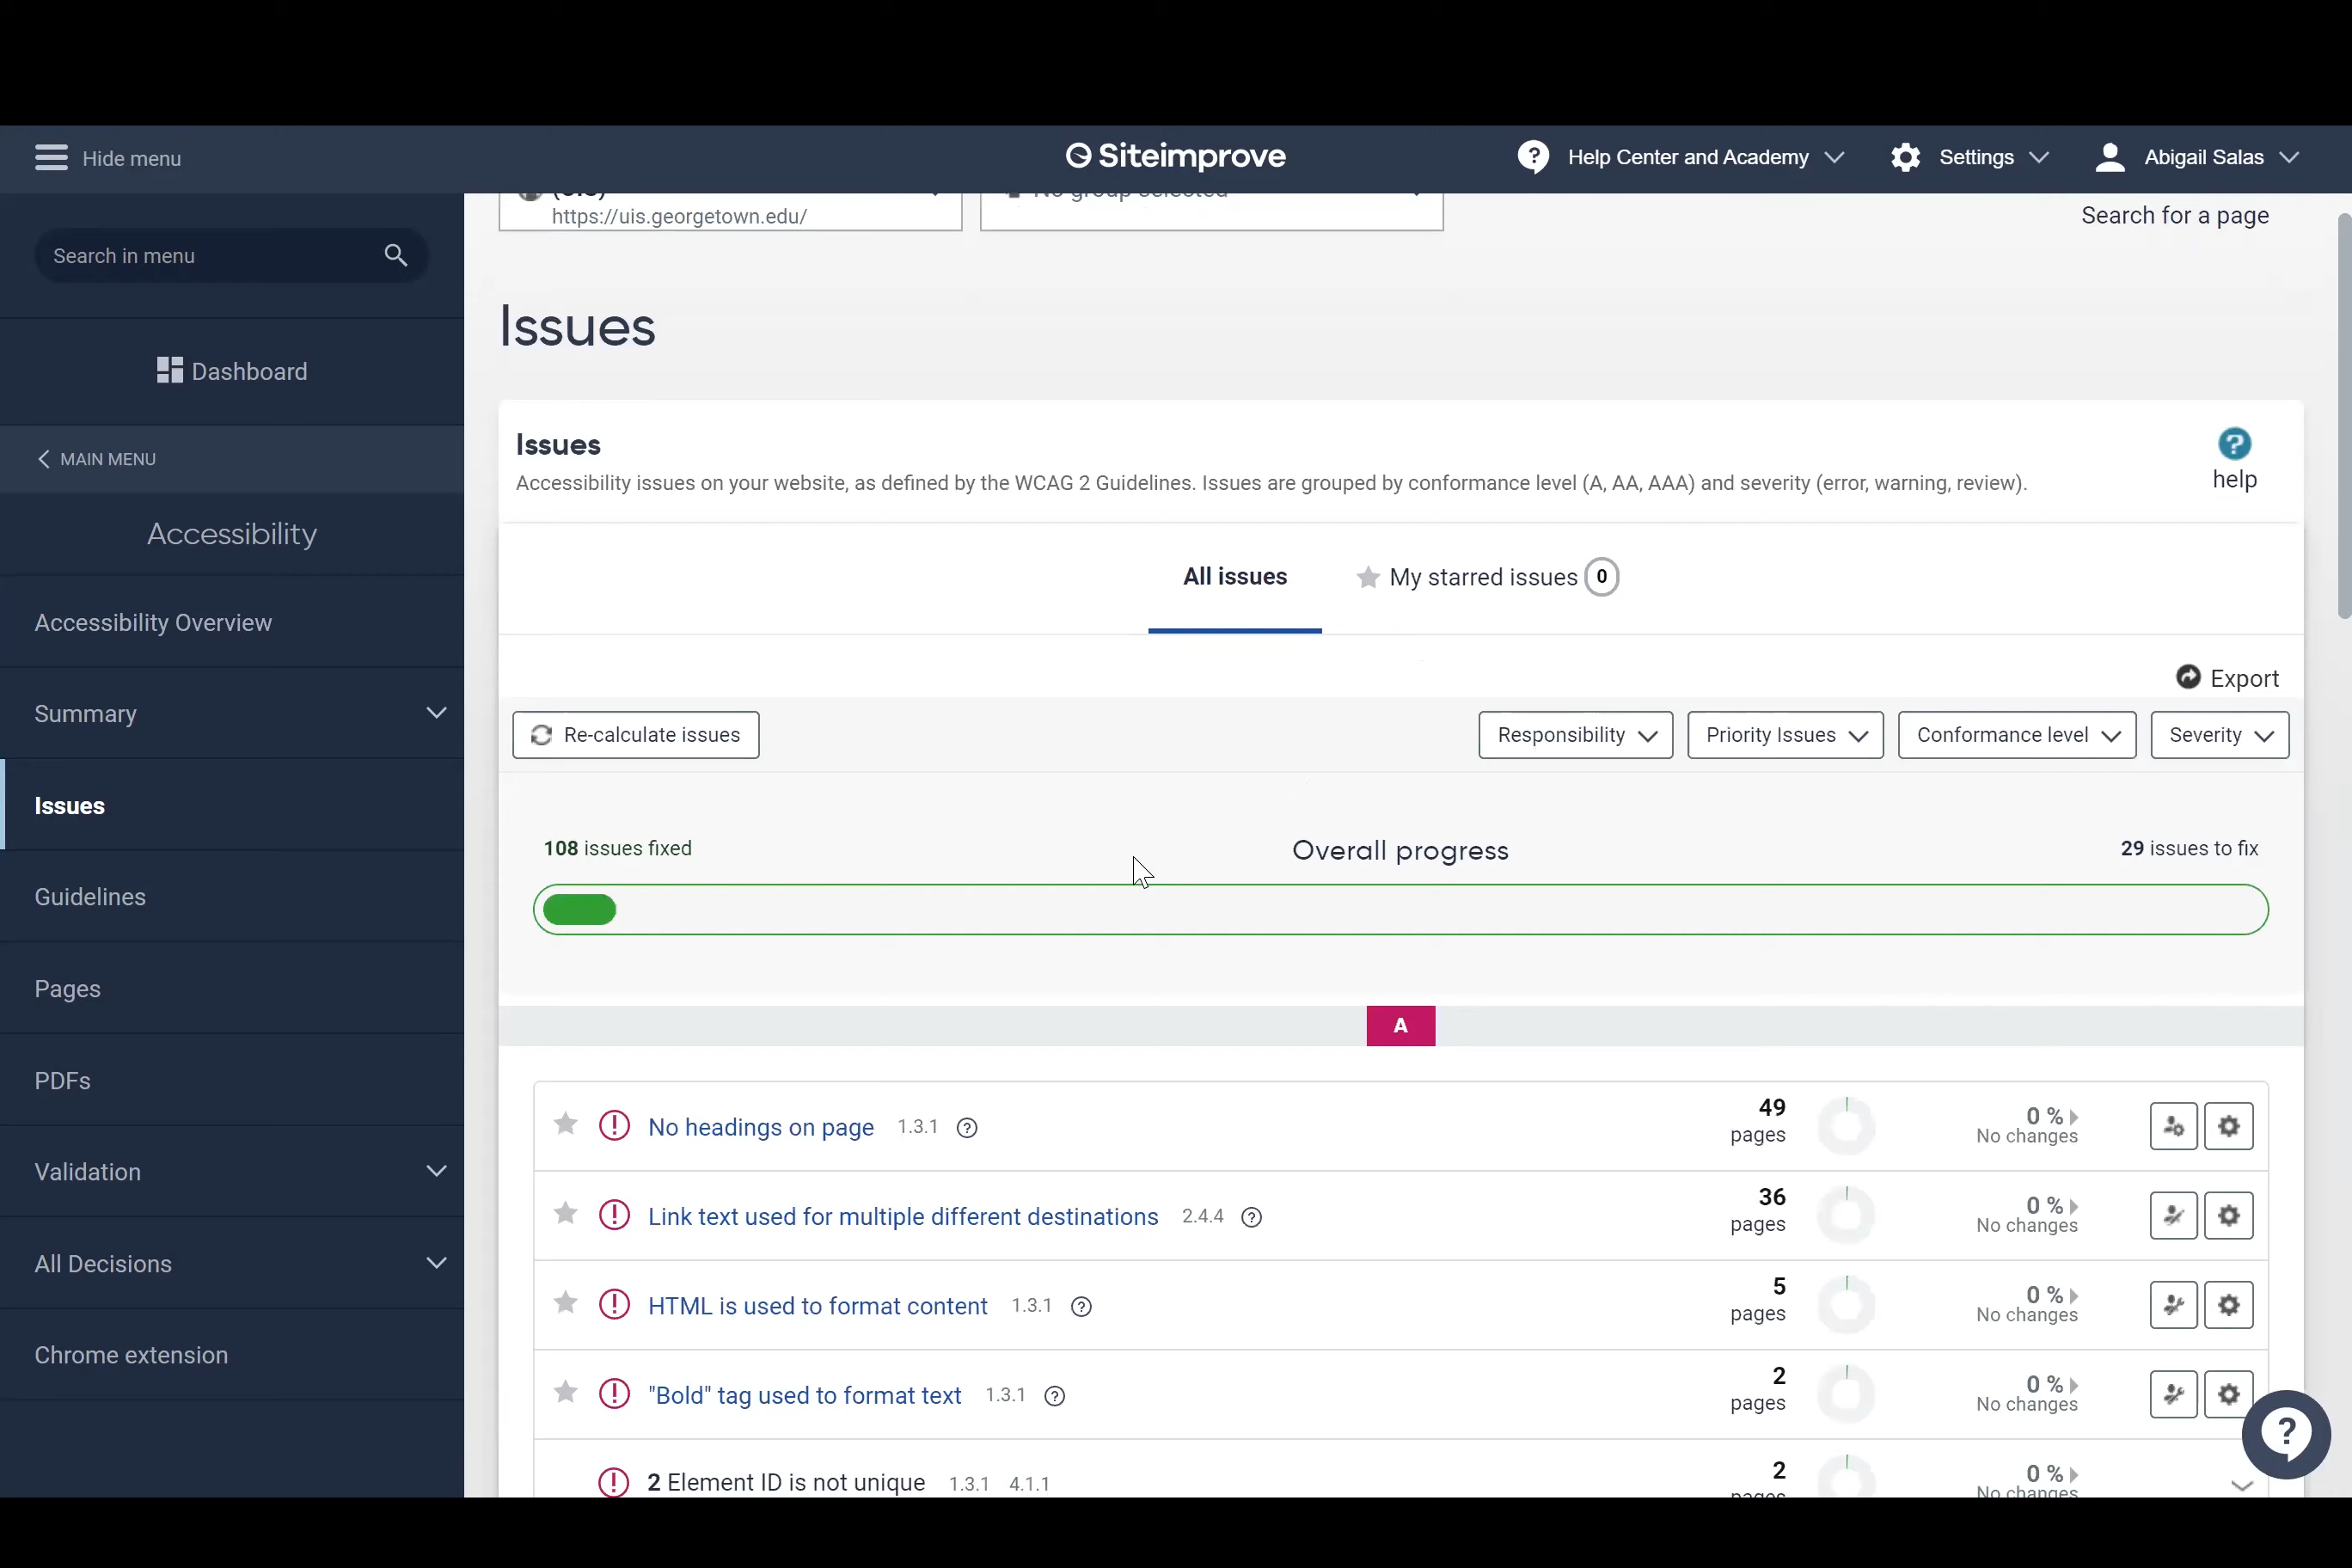 Hide menu
Siteimprove
Help Center and Academy
Settings
Abigail Salas
Search in menu
https://uis.georgetown.edu/
Search for a page
Dashboard
MAIN MENU
Accessibility
Accessibility Overview
Summary
Issues
Guidelines
Pages
PDFs
Validation
All Decisions
Chrome extension
Issues
Issues
Accessibility issues on your website, as defined by the WCAG 2 Guidelines. Issues are grouped by conformance level (A, AA, AAA) and severity (error, warning, review).
help
All issues
My starred issues 0
Export
Re-calculate issues
Responsibility
Priority Issues
Conformance level
Severity
108 issues fixed
Overall progress
29 issues to fix
A
No headings on page 1.3.1
49
pages
0 %
No changes
Link text used for multiple different destinations 2.4.4
36
pages
0 %
No changes
HTML is used to format content 1.3.1
5
pages
0 %
No changes
"Bold" tag used to format text 1.3.1
2
pages
0 %
No changes
2 Element ID is not unique 1.3.1 4.1.1
2
pages
0 %
No changes